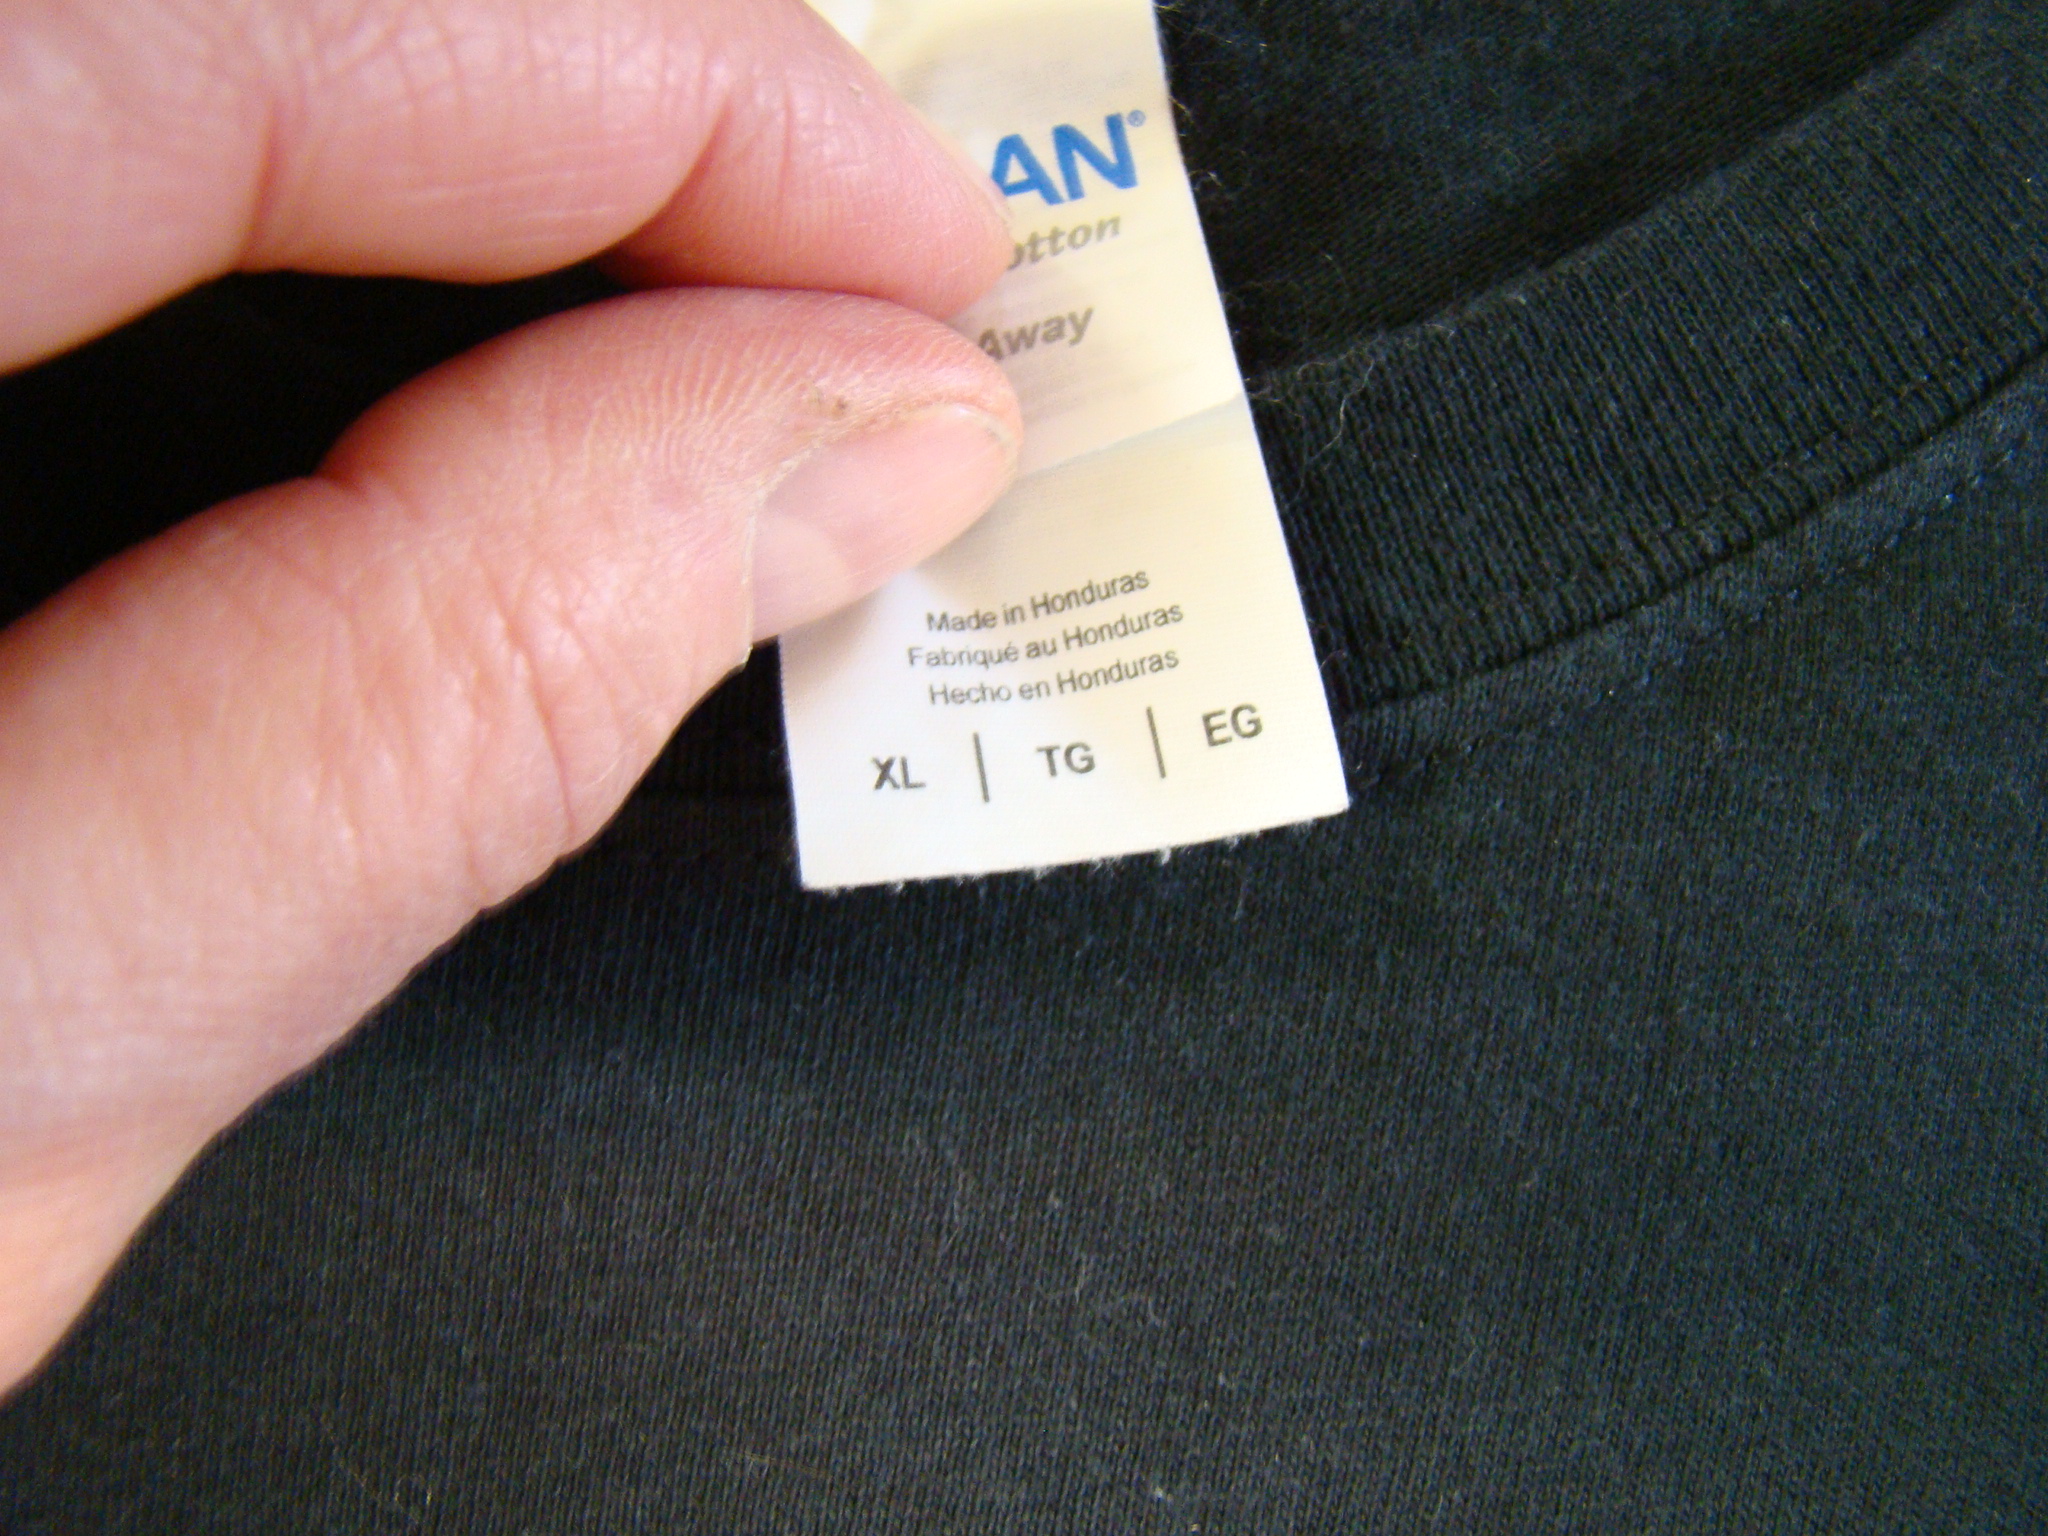 AN®
otton
Away
Made in Honduras
Fabriqué au Honduras
Hecho en Honduras
XL | TG | EG